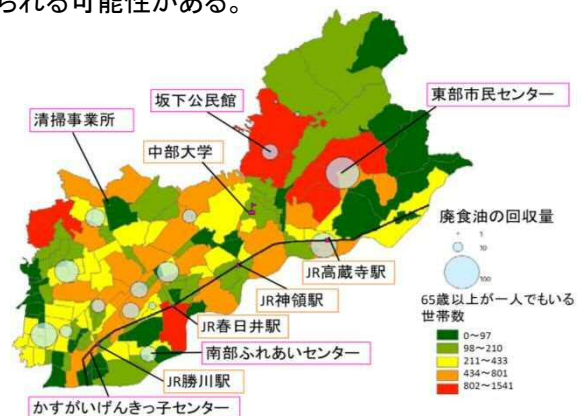 られる可能性がある。
坂下公民館
東部市民センター
清掃事業所
中部大学
廃食油の回収量
1
10
100
JR高蔵寺駅
65歳以上が一人でもいる
世帯数
JR神領駅
0～97
98～210
JR春日井駅
211～433
434～801
南部ふれあいセンター
802～1541
JR勝川駅
かすがいげんきっ子センター